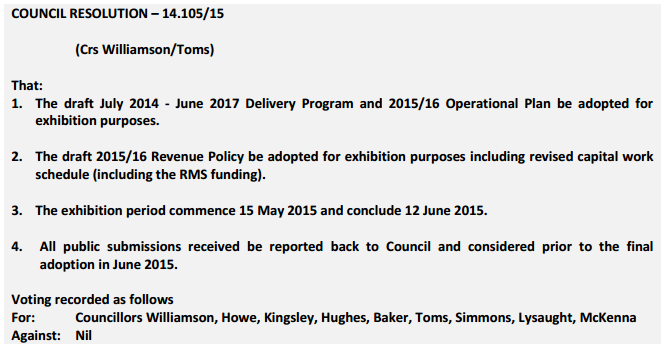 COUNCIL RESOLUTION – 14.105/15
(Crs Williamson/Toms)
That:
1. The draft July 2014 - June 2017 Delivery Program and 2015/16 Operational Plan be adopted for
exhibition purposes.
2. The draft 2015/16 Revenue Policy be adopted for exhibition purposes including revised capital work
schedule (including the RMS funding).
3. The exhibition period commence 15 May 2015 and conclude 12 June 2015.
4. All public submissions received be reported back to Council and considered prior to the final
adoption in June 2015.
Voting recorded as follows
For: Councillors Williamson, Howe, Kingsley, Hughes, Baker, Toms, Simmons, Lysaught, McKenna
Against: Nil